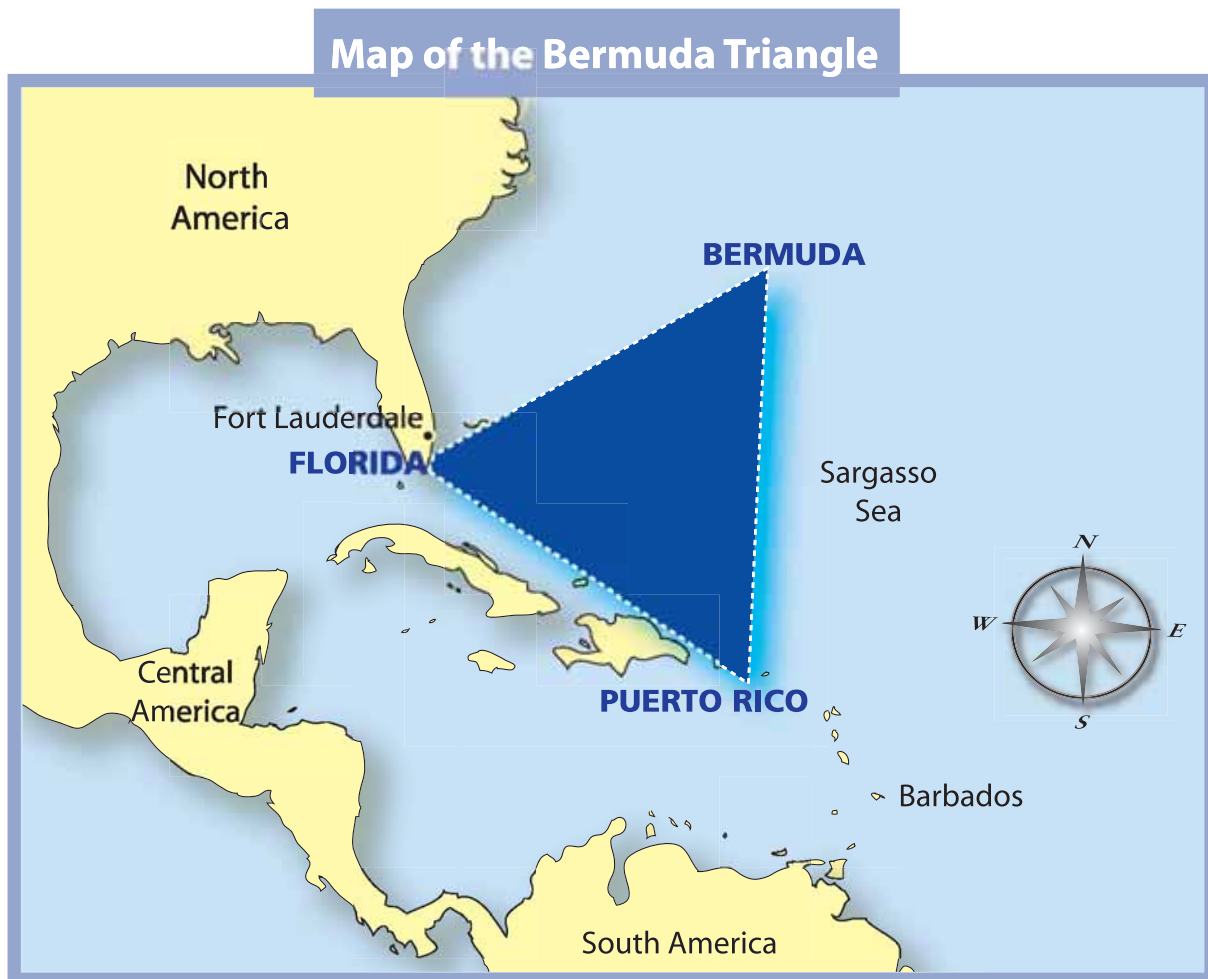 Map of the Bermuda Triangle
North
America
BERMUDA
Fort Lauderdale
FLORIDA
Sargasso
Sea
N
W
E
S
Central
America
PUERTO RICO
Barbados
South America